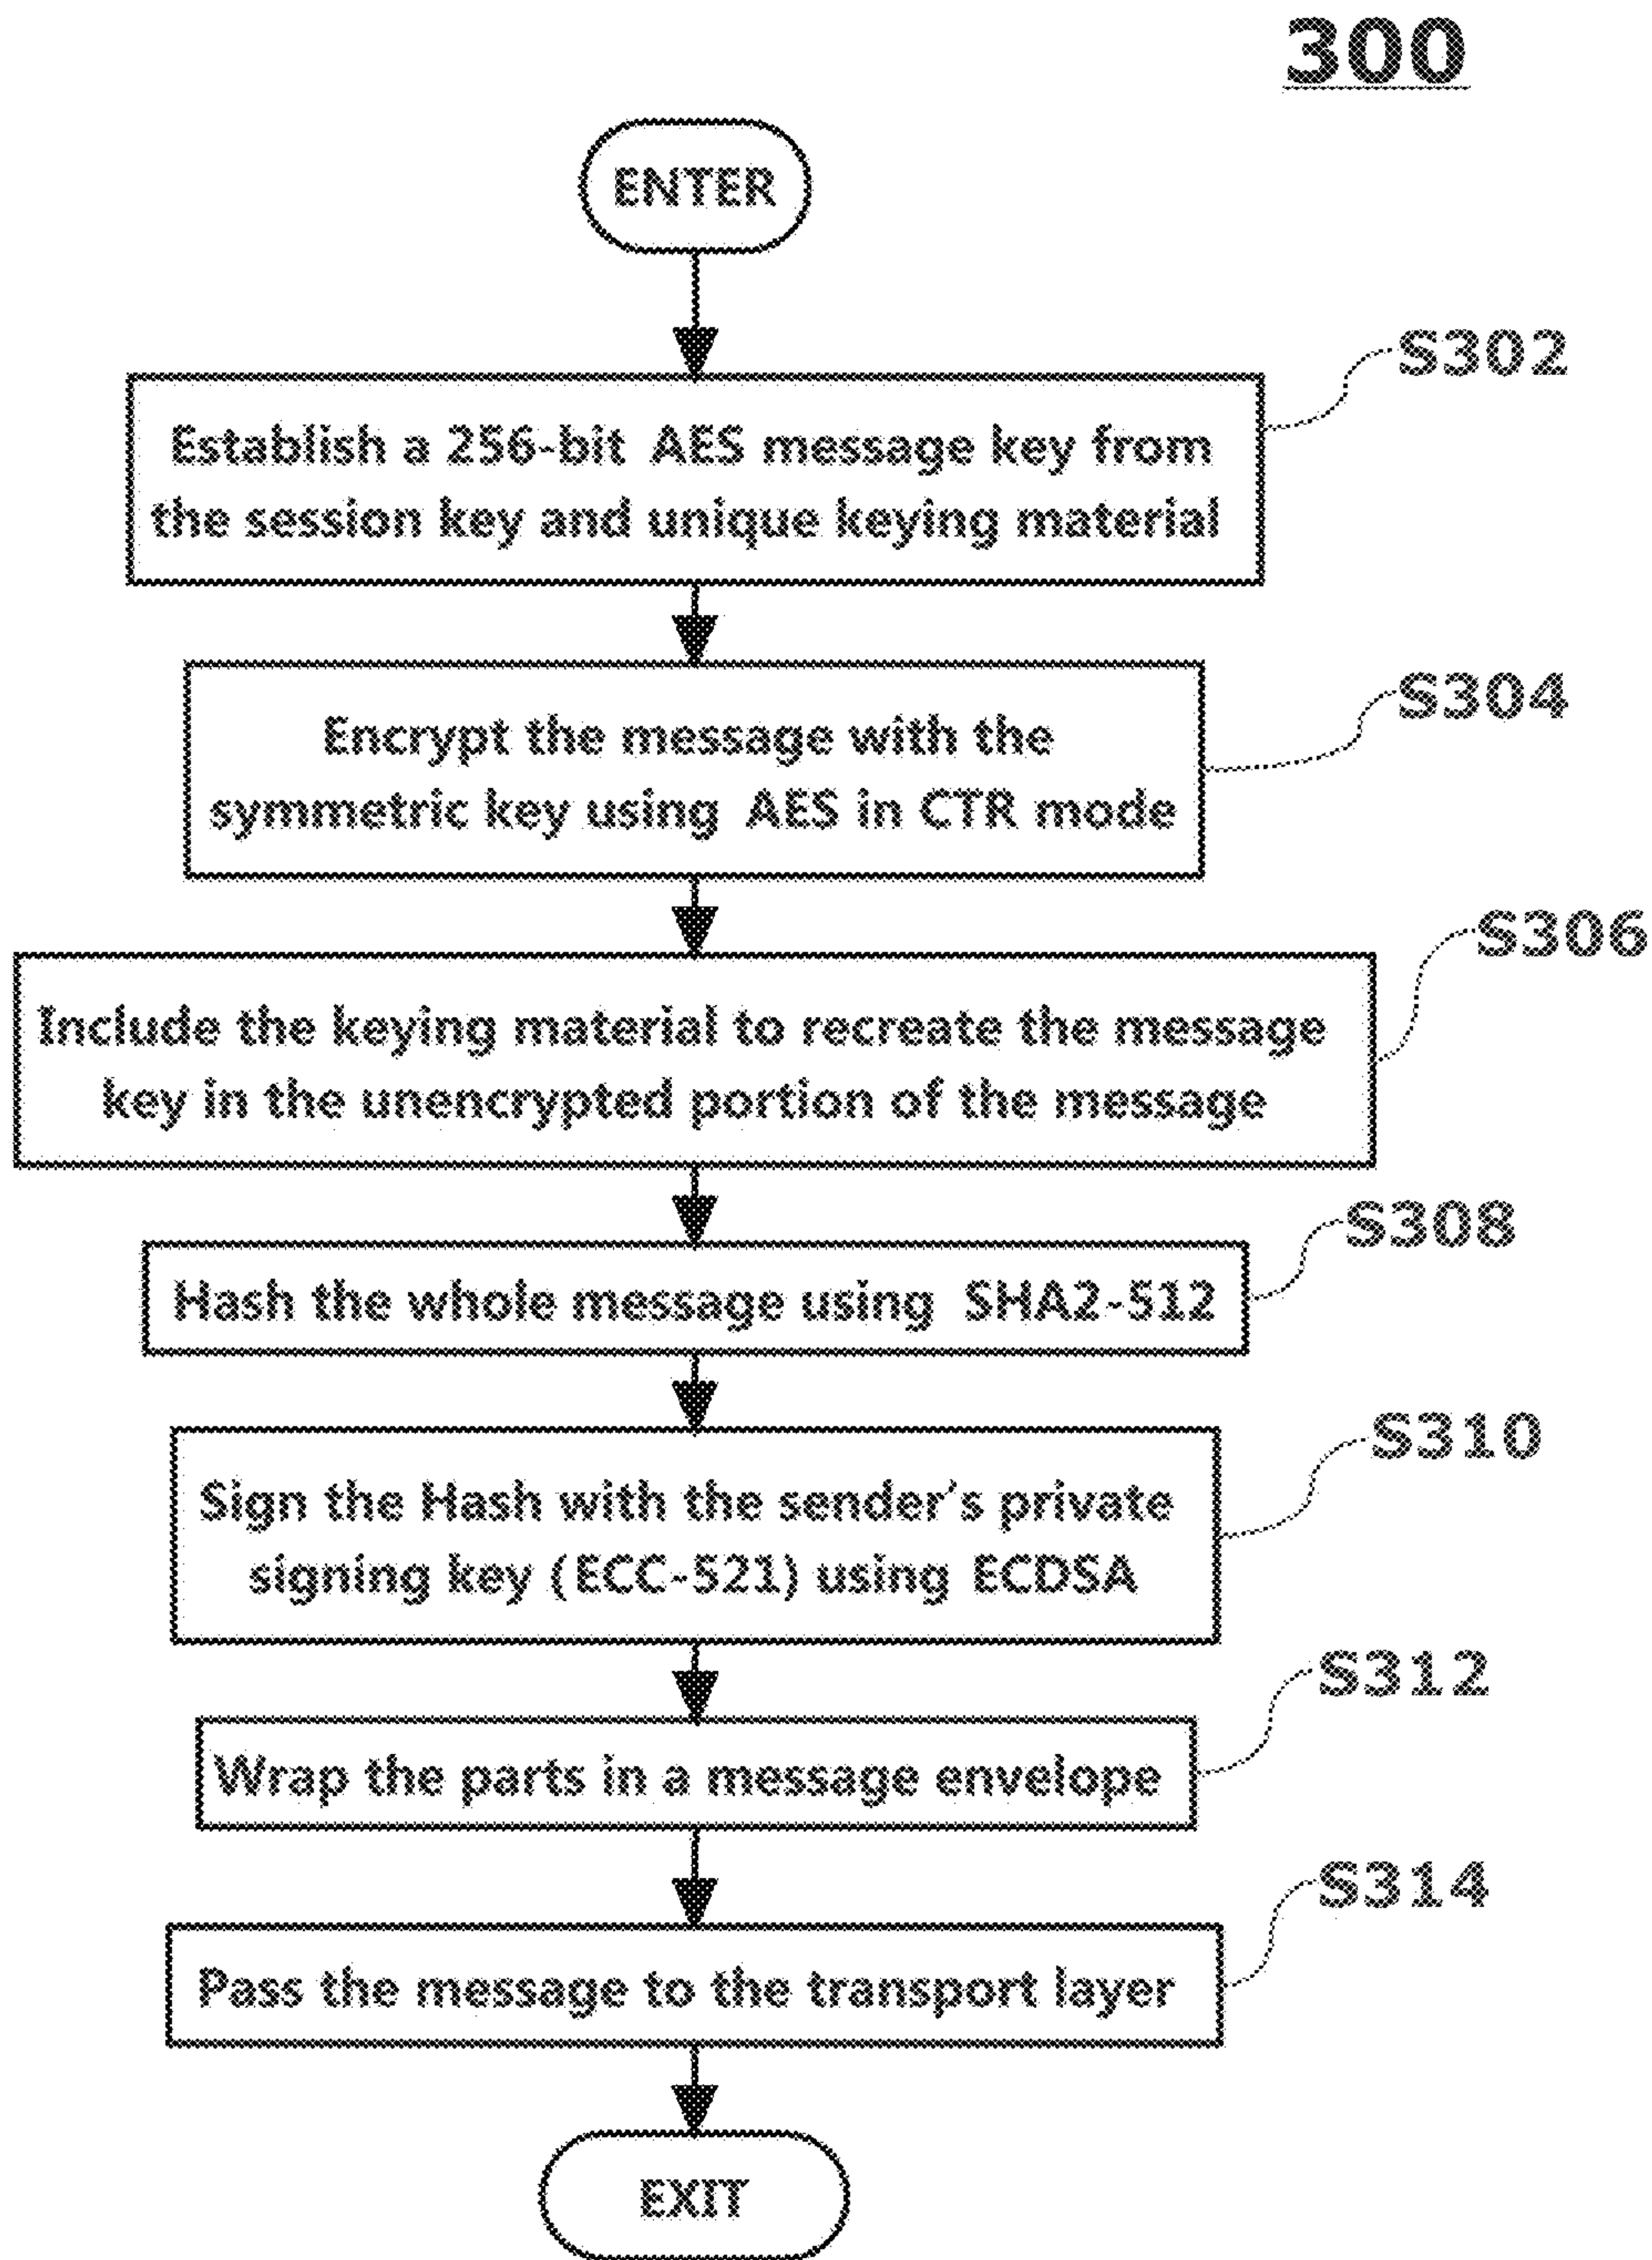 300
ENTER
S302
Establish a 256-bit AES message key from
the session key and unique keying material
S304
Encrypt the message with the
symmetric key using AES in CTR mode
S306
Include the keying material to recreate the message
key in the unencrypted portion of the message
S308
Hash the whole message using SHA2-512
S310
Sign the Hash with the sender's private
signing key (ECC-521) using ECDSA
S312
Wrap the parts in a message envelope
S314
Pass the message to the transport layer
EXIT